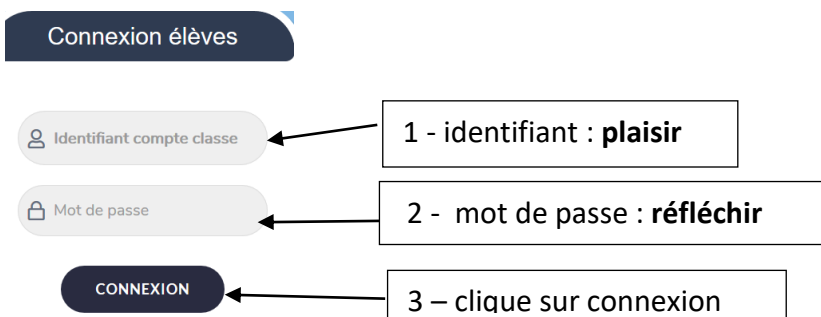 Connexion élèves
Identifiant compte classe
1 - identifiant : plaisir
Mot de passe
2 - mot de passe : réfléchir
CONNEXION
3 – clique sur connexion